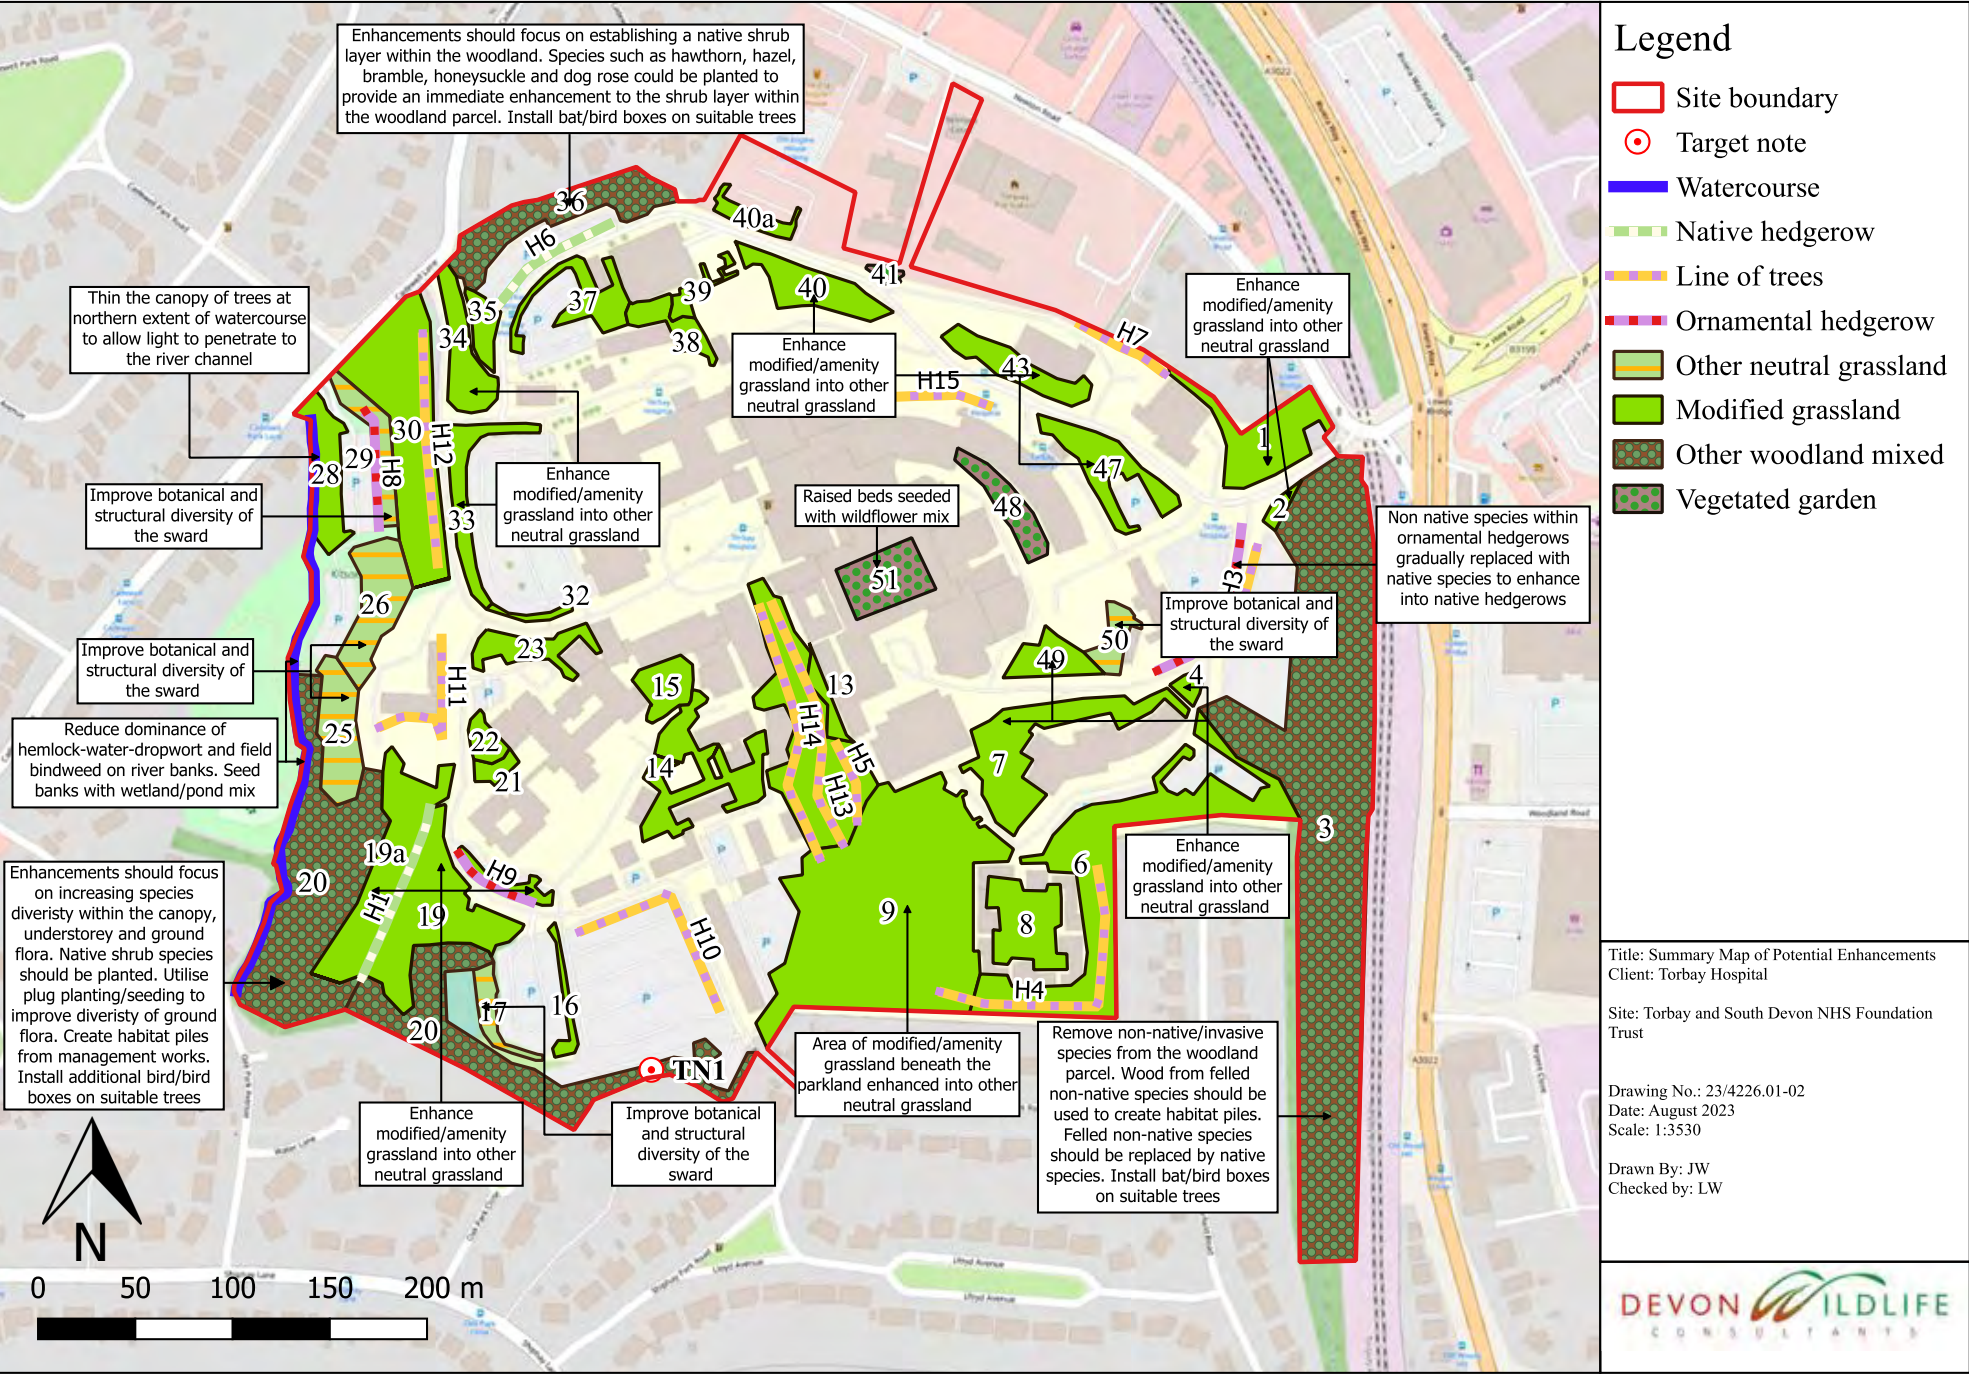 Enhancements should focus on establishing a native shrub
layer within the woodland. Species such as hawthorn, hazel,
bramble, honeysuckle and dog rose could be planted to
provide an immediate enhancement to the shrub layer within
the woodland parcel. Install bat/bird boxes on suitable trees
Thin the canopy of trees at
northern extent of watercourse
to allow light to penetrate to
the river channel
Improve botanical and
structural diversity of
the sward
Improve botanical and
structural diversity of
the sward
Reduce dominance of
hemlock-water-dropwort and field
bindweed on river banks. Seed
banks with wetland/pond mix
Enhancements should focus
on increasing species
diveristy within the canopy,
understorey and ground
flora. Native shrub species
should be planted. Utilise
plug planting/seeding to
improve diveristy of ground
flora. Create habitat piles
from management works.
Install additional bird/bird
boxes on suitable trees
Enhance
modified/amenity
grassland into other
neutral grassland
Enhance
modified/amenity
grassland into other
neutral grassland
Raised beds seeded
with wildflower mix
Enhance
modified/amenity
grassland into other
neutral grassland
Non native species within
ornamental hedgerows
gradually replaced with
native species to enhance
into native hedgerows
Improve botanical and
structural diversity of
the sward
Enhance
modified/amenity
grassland into other
neutral grassland
Area of modified/amenity
grassland beneath the
parkland enhanced into other
neutral grassland
Remove non-native/invasive
species from the woodland
parcel. Wood from felled
non-native species should be
used to create habitat piles.
Felled non-native species
should be replaced by native
species. Install bat/bird boxes
on suitable trees
Enhance
modified/amenity
grassland into other
neutral grassland
Improve botanical
and structural
diversity of the
sward
36
H6
40a
41
40
39
38
37
35
34
H12
30
H8
29
28
33
32
26
25
23
H11
22
21
15
14
13
H14
H5
H13
H15
43
H7
47
48
51
1
2
H3
50
49
4
7
3
6
8
9
H4
19a
H1
19
H9
20
20
17
16
H10
TN1
Newton Road
Cadewell Park Road
A3022
B3199
Woodland Road
Shiphay Lane
Water Lane
Lloyd Avenue
Lloyd Avenue
A3022
N
0 50 100 150 200 m
Legend
Site boundary
Target note
Watercourse
Native hedgerow
Line of trees
Ornamental hedgerow
Other neutral grassland
Modified grassland
Other woodland mixed
Vegetated garden
Title: Summary Map of Potential Enhancements
Client: Torbay Hospital
Site: Torbay and South Devon NHS Foundation
Trust
Drawing No.: 23/4226.01-02
Date: August 2023
Scale: 1:3530
Drawn By: JW
Checked by: LW
DEVON WILDLIFE
CONSULTANTS